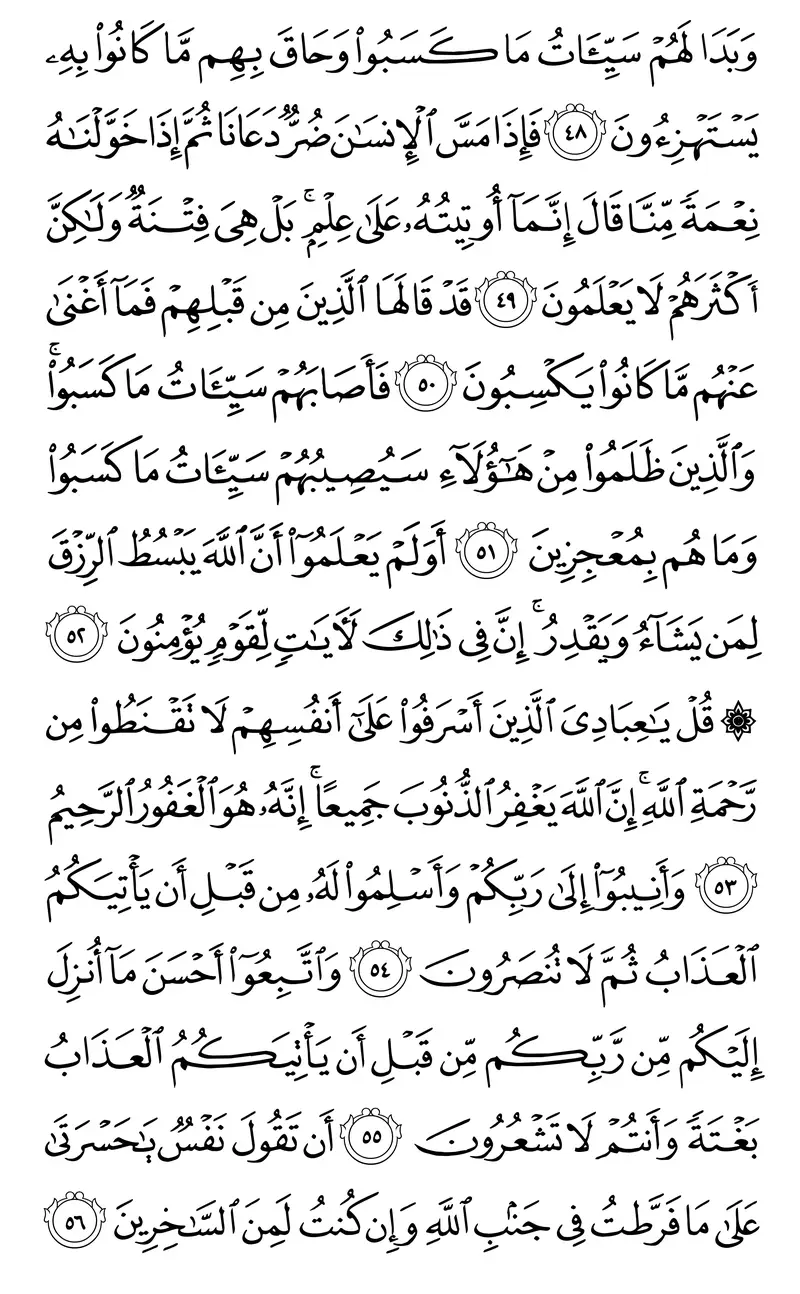 وَبَدَا لَهُمْ سَيِّـَٔاتُ مَا كَسَبُوا۟ وَحَاقَ بِهِم مَّا كَانُوا۟ بِهِۦ
يَسْتَهْزِءُونَ ٤٨ فَإِذَا مَسَّ ٱلْإِنسَٰنَ ضُرٌّ دَعَانَا ثُمَّ إِذَا خَوَّلْنَٰهُ
نِعْمَةً مِّنَّا قَالَ إِنَّمَآ أُوتِيتُهُۥ عَلَىٰ عِلْمٍۭ ۚ بَلْ هِىَ فِتْنَةٌ وَلَٰكِنَّ
أَكْثَرَهُمْ لَا يَعْلَمُونَ ٤٩ قَدْ قَالَهَا ٱلَّذِينَ مِن قَبْلِهِمْ فَمَآ أَغْنَىٰ
عَنْهُم مَّا كَانُوا۟ يَكْسِبُونَ ٥٠ فَأَصَابَهُمْ سَيِّـَٔاتُ مَا كَسَبُوا۟ ۚ
وَٱلَّذِينَ ظَلَمُوا۟ مِنْ هَٰٓؤُلَآءِ سَيُصِيبُهُمْ سَيِّـَٔاتُ مَا كَسَبُوا۟
وَمَا هُم بِمُعْجِزِينَ ٥١ أَوَلَمْ يَعْلَمُوٓا۟ أَنَّ ٱللَّهَ يَبْسُطُ ٱلرِّزْقَ
لِمَن يَشَآءُ وَيَقْدِرُ ۚ إِنَّ فِى ذَٰلِكَ لَـَٔايَٰتٍ لِّقَوْمٍ يُؤْمِنُونَ ٥٢
۞ قُلْ يَٰعِبَادِىَ ٱلَّذِينَ أَسْرَفُوا۟ عَلَىٰٓ أَنفُسِهِمْ لَا تَقْنَطُوا۟ مِن
رَّحْمَةِ ٱللَّهِ ۚ إِنَّ ٱللَّهَ يَغْفِرُ ٱلذُّنُوبَ جَمِيعًا ۚ إِنَّهُۥ هُوَ ٱلْغَفُورُ ٱلرَّحِيمُ
٥٣ وَأَنِيبُوٓا۟ إِلَىٰ رَبِّكُمْ وَأَسْلِمُوا۟ لَهُۥ مِن قَبْلِ أَن يَأْتِيَكُمُ
ٱلْعَذَابُ ثُمَّ لَا تُنصَرُونَ ٥٤ وَٱتَّبِعُوٓا۟ أَحْسَنَ مَآ أُنزِلَ
إِلَيْكُم مِّن رَّبِّكُم مِّن قَبْلِ أَن يَأْتِيَكُمُ ٱلْعَذَابُ
بَغْتَةً وَأَنتُمْ لَا تَشْعُرُونَ ٥٥ أَن تَقُولَ نَفْسٌ يَٰحَسْرَتَىٰ
عَلَىٰ مَا فَرَّطتُ فِى جَنۢبِ ٱللَّهِ وَإِن كُنتُ لَمِنَ ٱلسَّٰخِرِينَ ٥٦